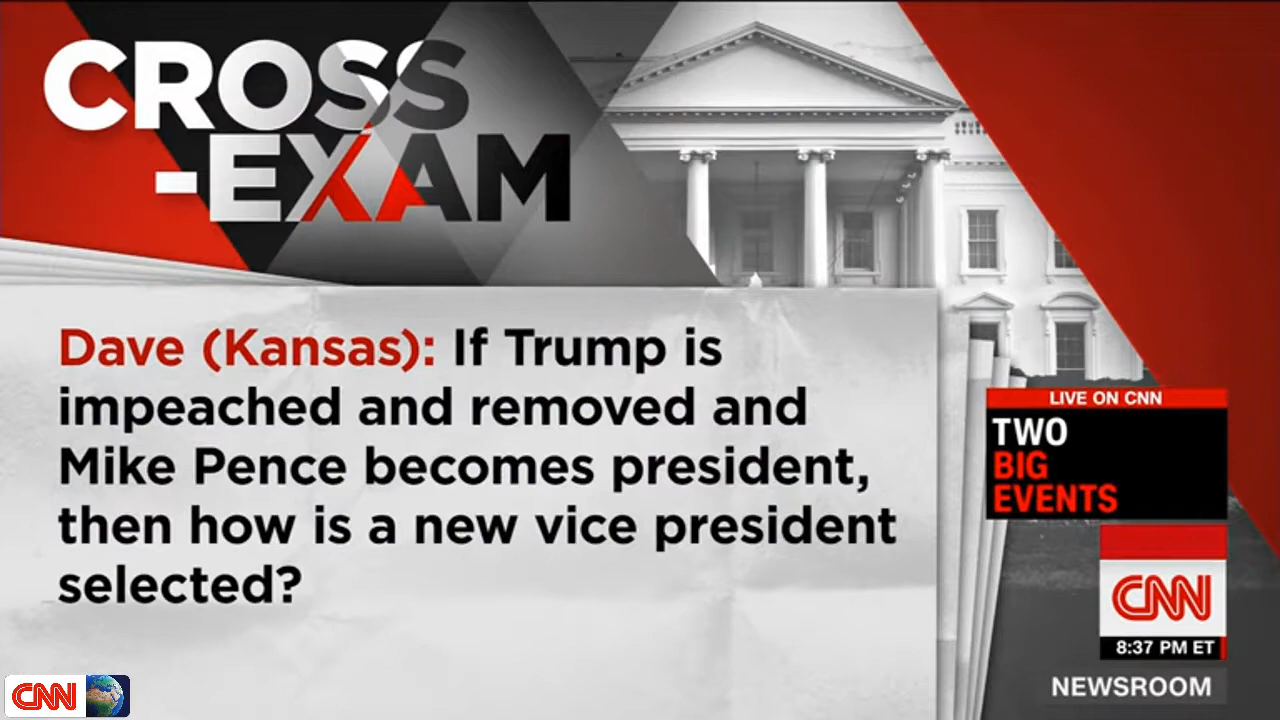 CROSS
-EXAM
Dave (Kansas): If Trump is
impeached and removed and
Mike Pence becomes president,
then how is a new vice president
selected?
LIVE ON CNN
TWO
BIG
EVENTS
CNN
8:37 PM ET
NEWSROOM
CNN